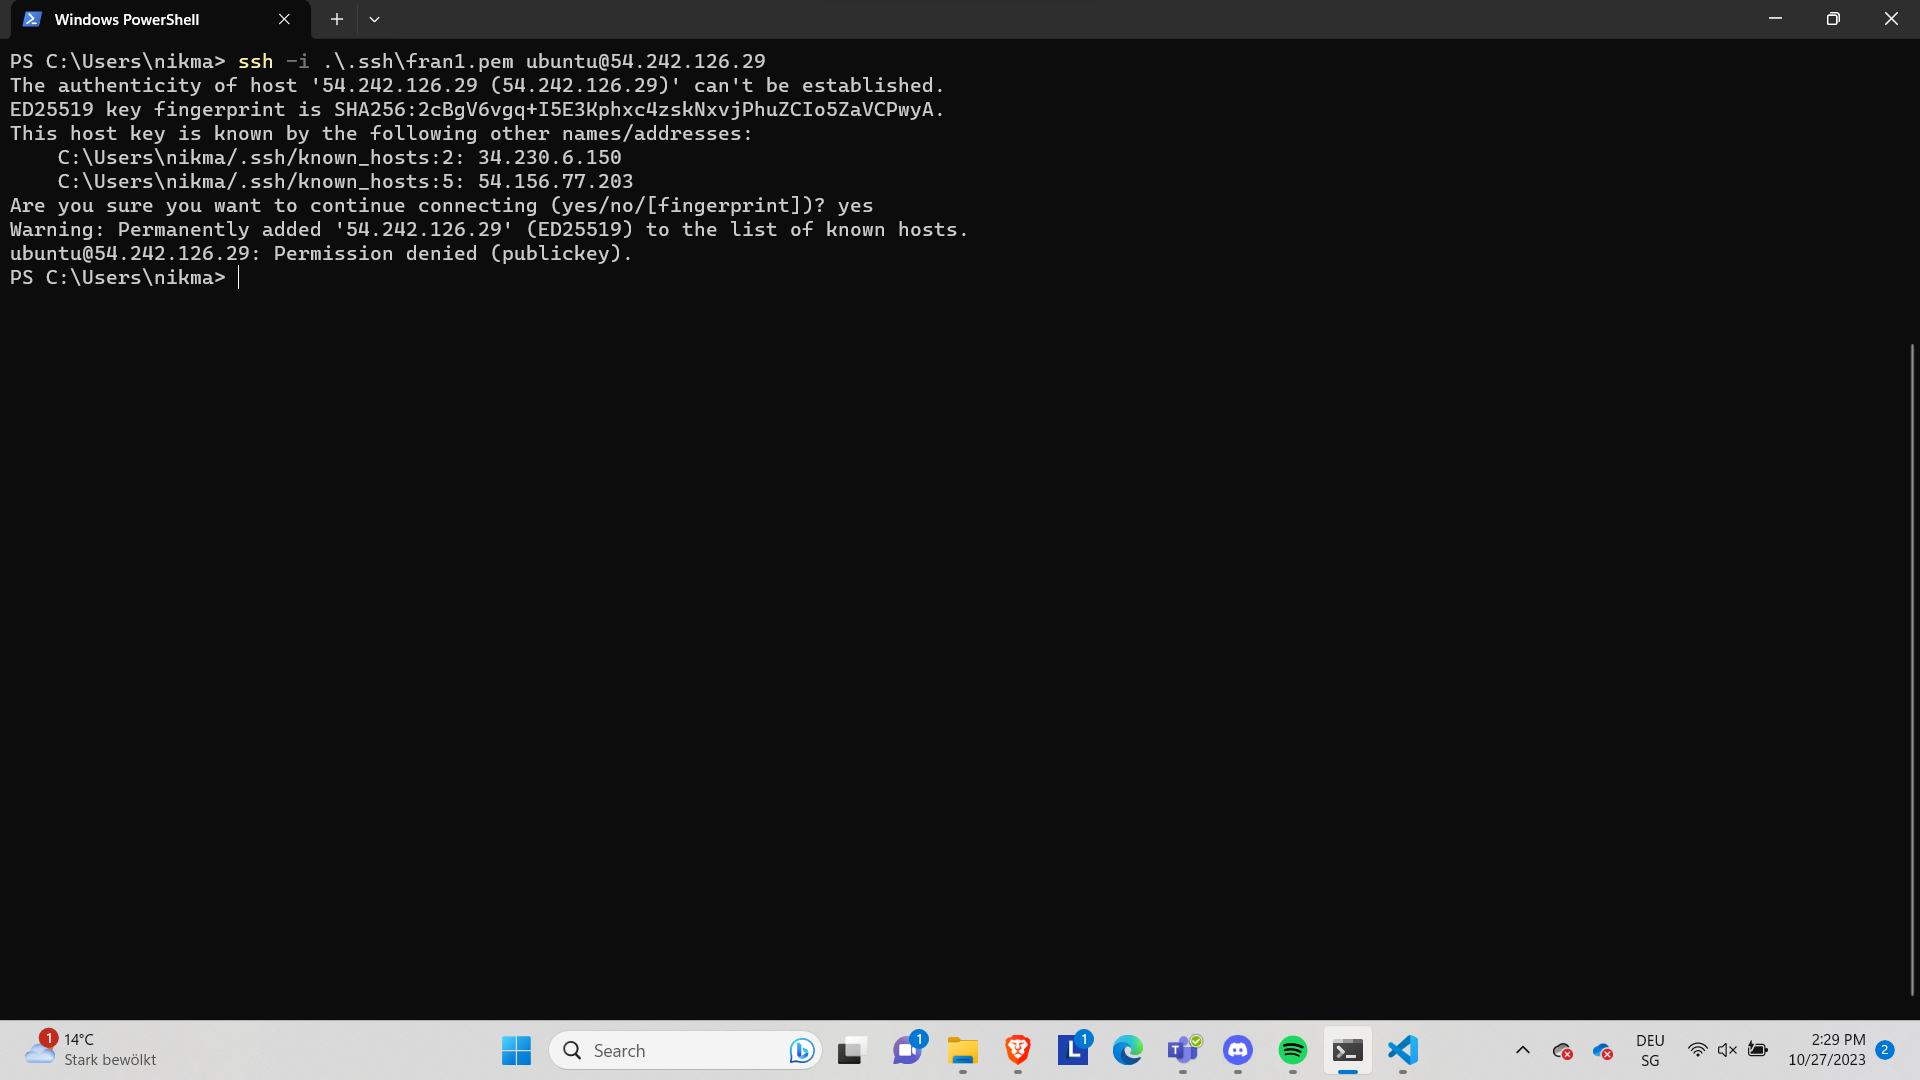 Windows PowerShell
PS C:\Users\nikma> ssh -i .\.ssh\fran1.pem ubuntu@54.242.126.29
The authenticity of host '54.242.126.29 (54.242.126.29)' can't be established.
ED25519 key fingerprint is SHA256:2cBgV6vgq+I5E3Kphxc4zskNxvjPhuZCIo5ZaVCPwyA.
This host key is known by the following other names/addresses:
    C:\Users\nikma/.ssh/known_hosts:2: 34.230.6.150
    C:\Users\nikma/.ssh/known_hosts:5: 54.156.77.203
Are you sure you want to continue connecting (yes/no/[fingerprint])? yes
Warning: Permanently added '54.242.126.29' (ED25519) to the list of known hosts.
ubuntu@54.242.126.29: Permission denied (publickey).
PS C:\Users\nikma>
1
14°C
Stark bewölkt
Search
1
L
1
T
DEU
SG
2:29 PM
10/27/2023
2